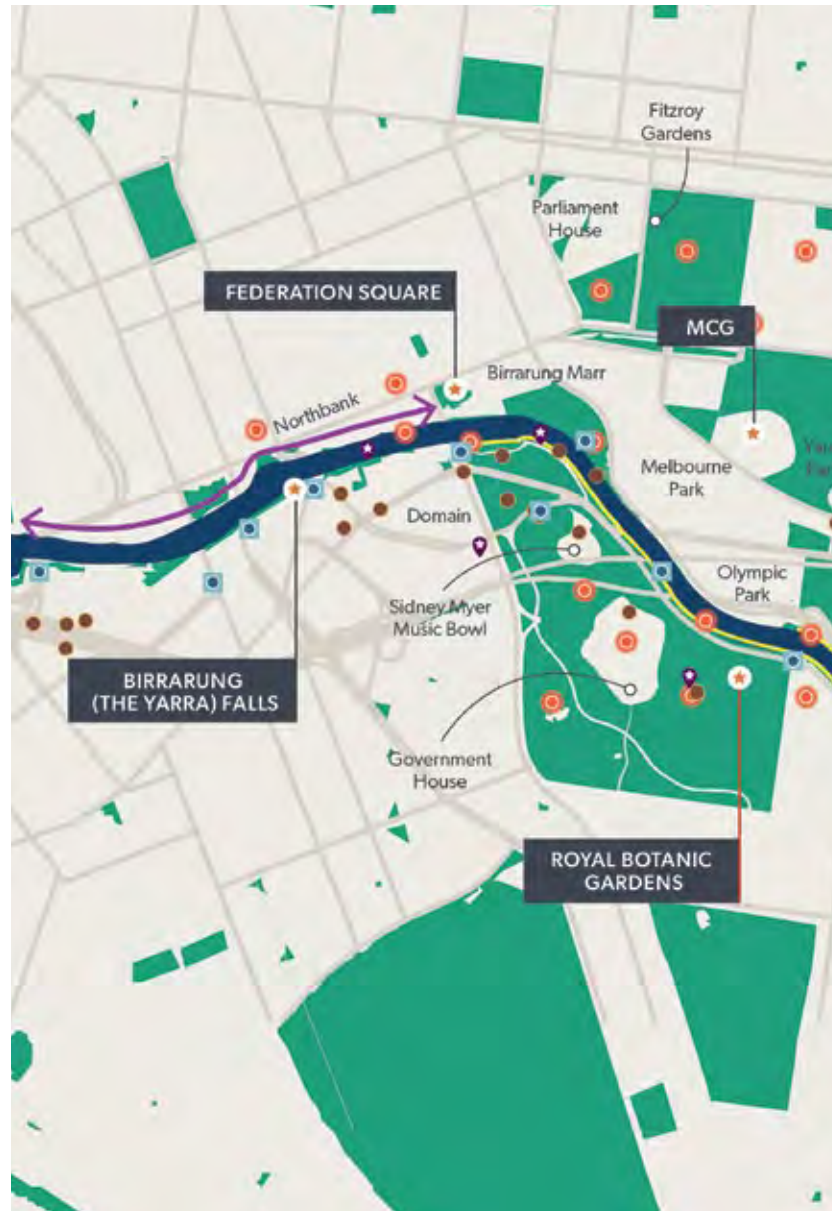 Fitzroy
Gardens
Parliament
House
FEDERATION SQUARE
MCG
Birrarung Marr
Northbank
Melbourne
Park
Domain
Olympic
Park
Sidney Myer
Music Bowl
BIRRARUNG
(THE YARRA) FALLS
Government
House
ROYAL BOTANIC
GARDENS